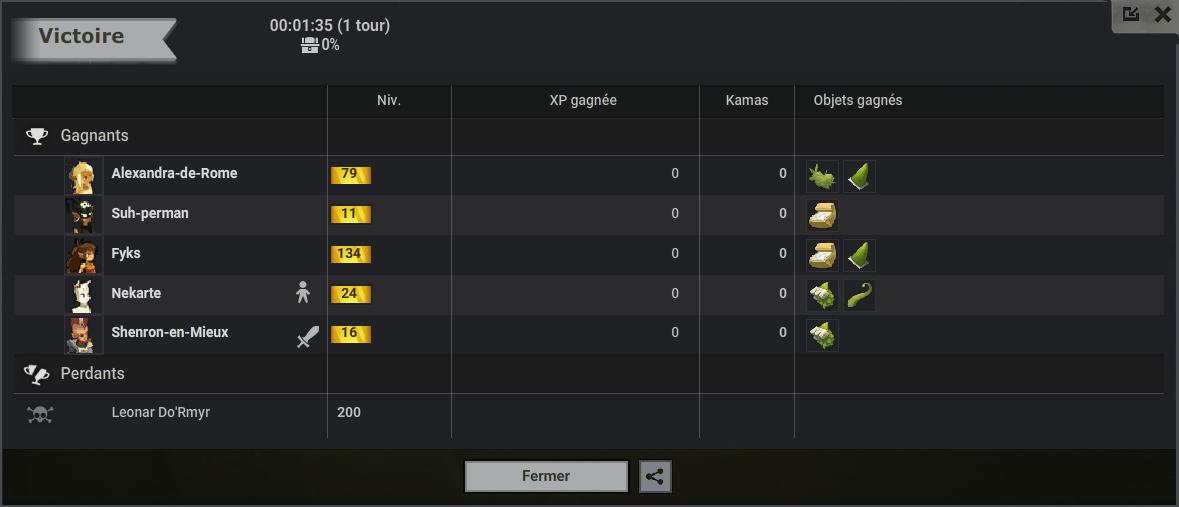 Victoire
00:01:35 (1 tour)
0%
Niv. XP gagnée Kamas Objets gagnés
Gagnants
Alexandra-de-Rome 79 0 0
Suh-perman 11 0 0
Fyks 134 0 0
Nekarte 24 0 0
Shenron-en-Mieux 16 0 0
Perdants
Leonar Do'Rmyr 200
Fermer